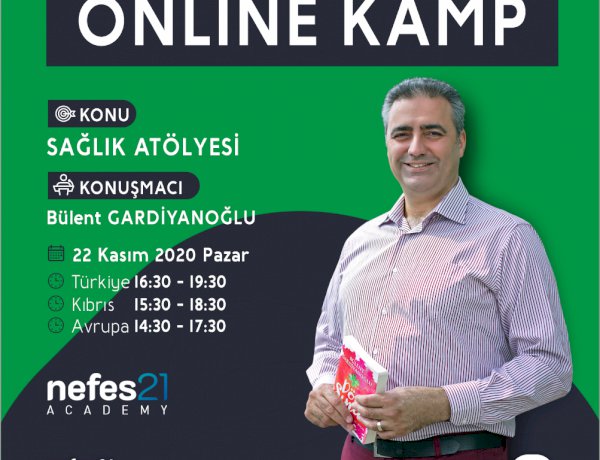 ONLINE KAMP
KONU
SAĞLIK ATÖLYESİ
KONUŞMACI
Bülent GARDİYANOĞLU
22 Kasım 2020 Pazar
Türkiye 16:30 - 19:30
Kıbrıs 15:30 - 18:30
Avrupa 14:30 - 17:30
nefes21
ACADEMY